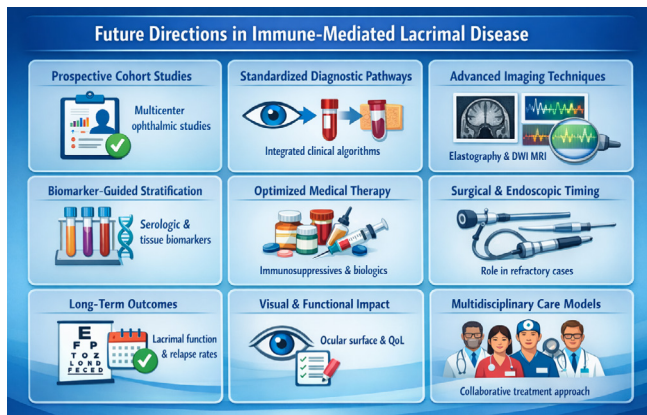 Future Directions in Immune-Mediated Lacrimal Disease
Prospective Cohort Studies
Multicenter
ophthalmic studies
Standardized Diagnostic Pathways
Integrated clinical algorithms
Advanced Imaging Techniques
Elastography & DWI MRI
Biomarker-Guided Stratification
Serologic &
tissue biomarkers
Optimized Medical Therapy
Immunosuppressives & biologics
Surgical & Endoscopic Timing
Role in refractory cases
Long-Term Outcomes
E
F P
T O Z
L O N D
F E C E D
Lacrimal function
& relapse rates
Visual & Functional Impact
Ocular surface & QoL
Multidisciplinary Care Models
Collaborative treatment approach